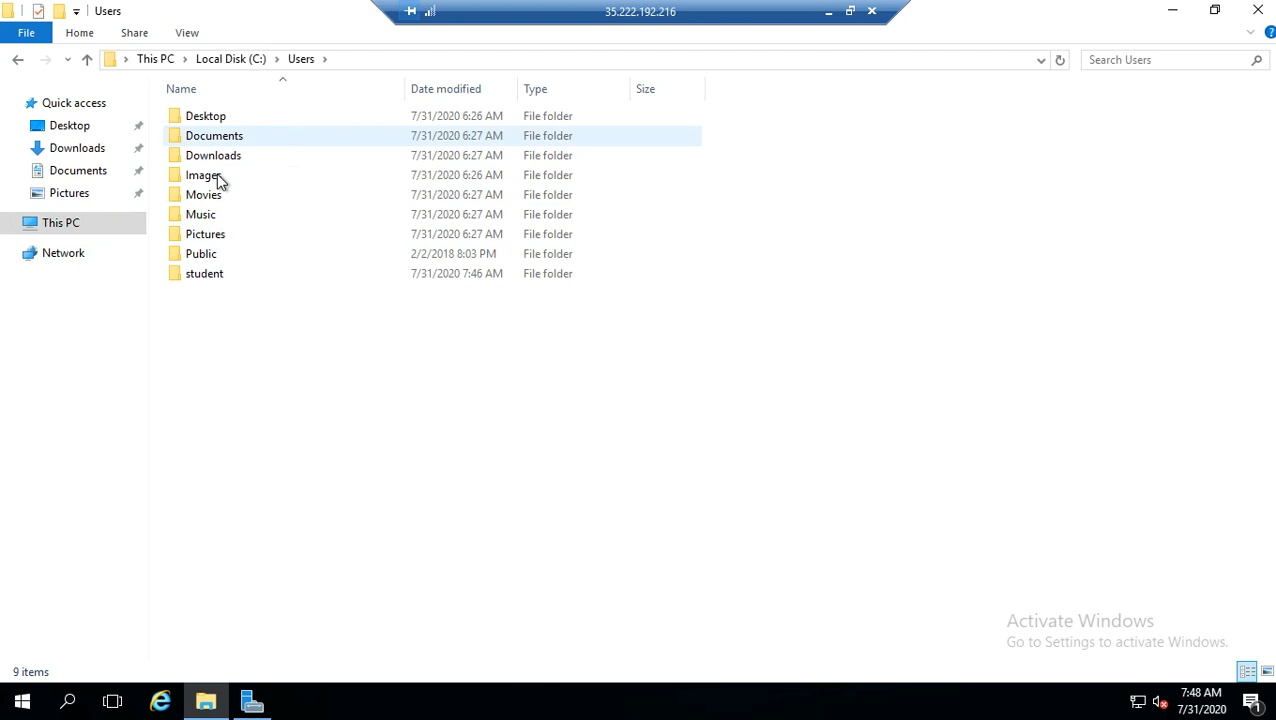 Users
35.222.192.216
File Home Share View
This PC Local Disk (C:) Users
Search Users
Name Date modified Type Size
Quick access
Desktop
Downloads
Documents
Pictures
This PC
Network
Desktop 7/31/2020 6:26 AM File folder
Documents 7/31/2020 6:27 AM File folder
Downloads 7/31/2020 6:27 AM File folder
Images 7/31/2020 6:26 AM File folder
Movies 7/31/2020 6:27 AM File folder
Music 7/31/2020 6:27 AM File folder
Pictures 7/31/2020 6:27 AM File folder
Public 2/2/2018 8:03 PM File folder
student 7/31/2020 7:46 AM File folder
Activate Windows
Go to Settings to activate Windows.
9 items
7:48 AM
7/31/2020
1